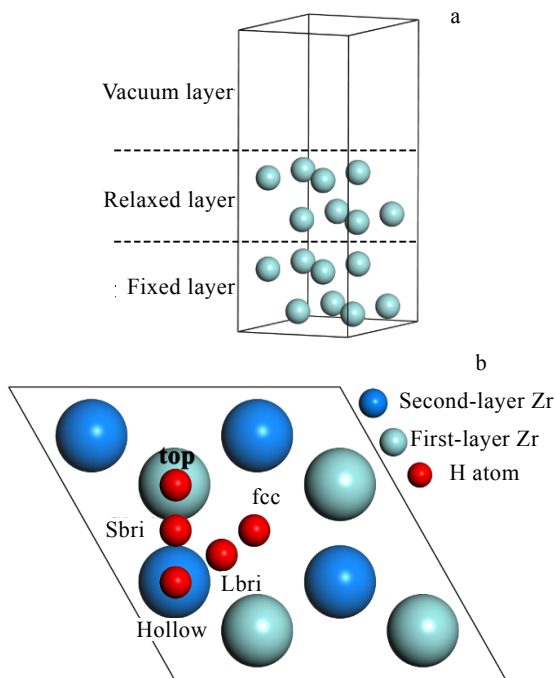 a
Vacuum layer
Relaxed layer
Fixed layer
b
Second-layer Zr
First-layer Zr
H atom
top
fcc
Sbri
Lbri
Hollow